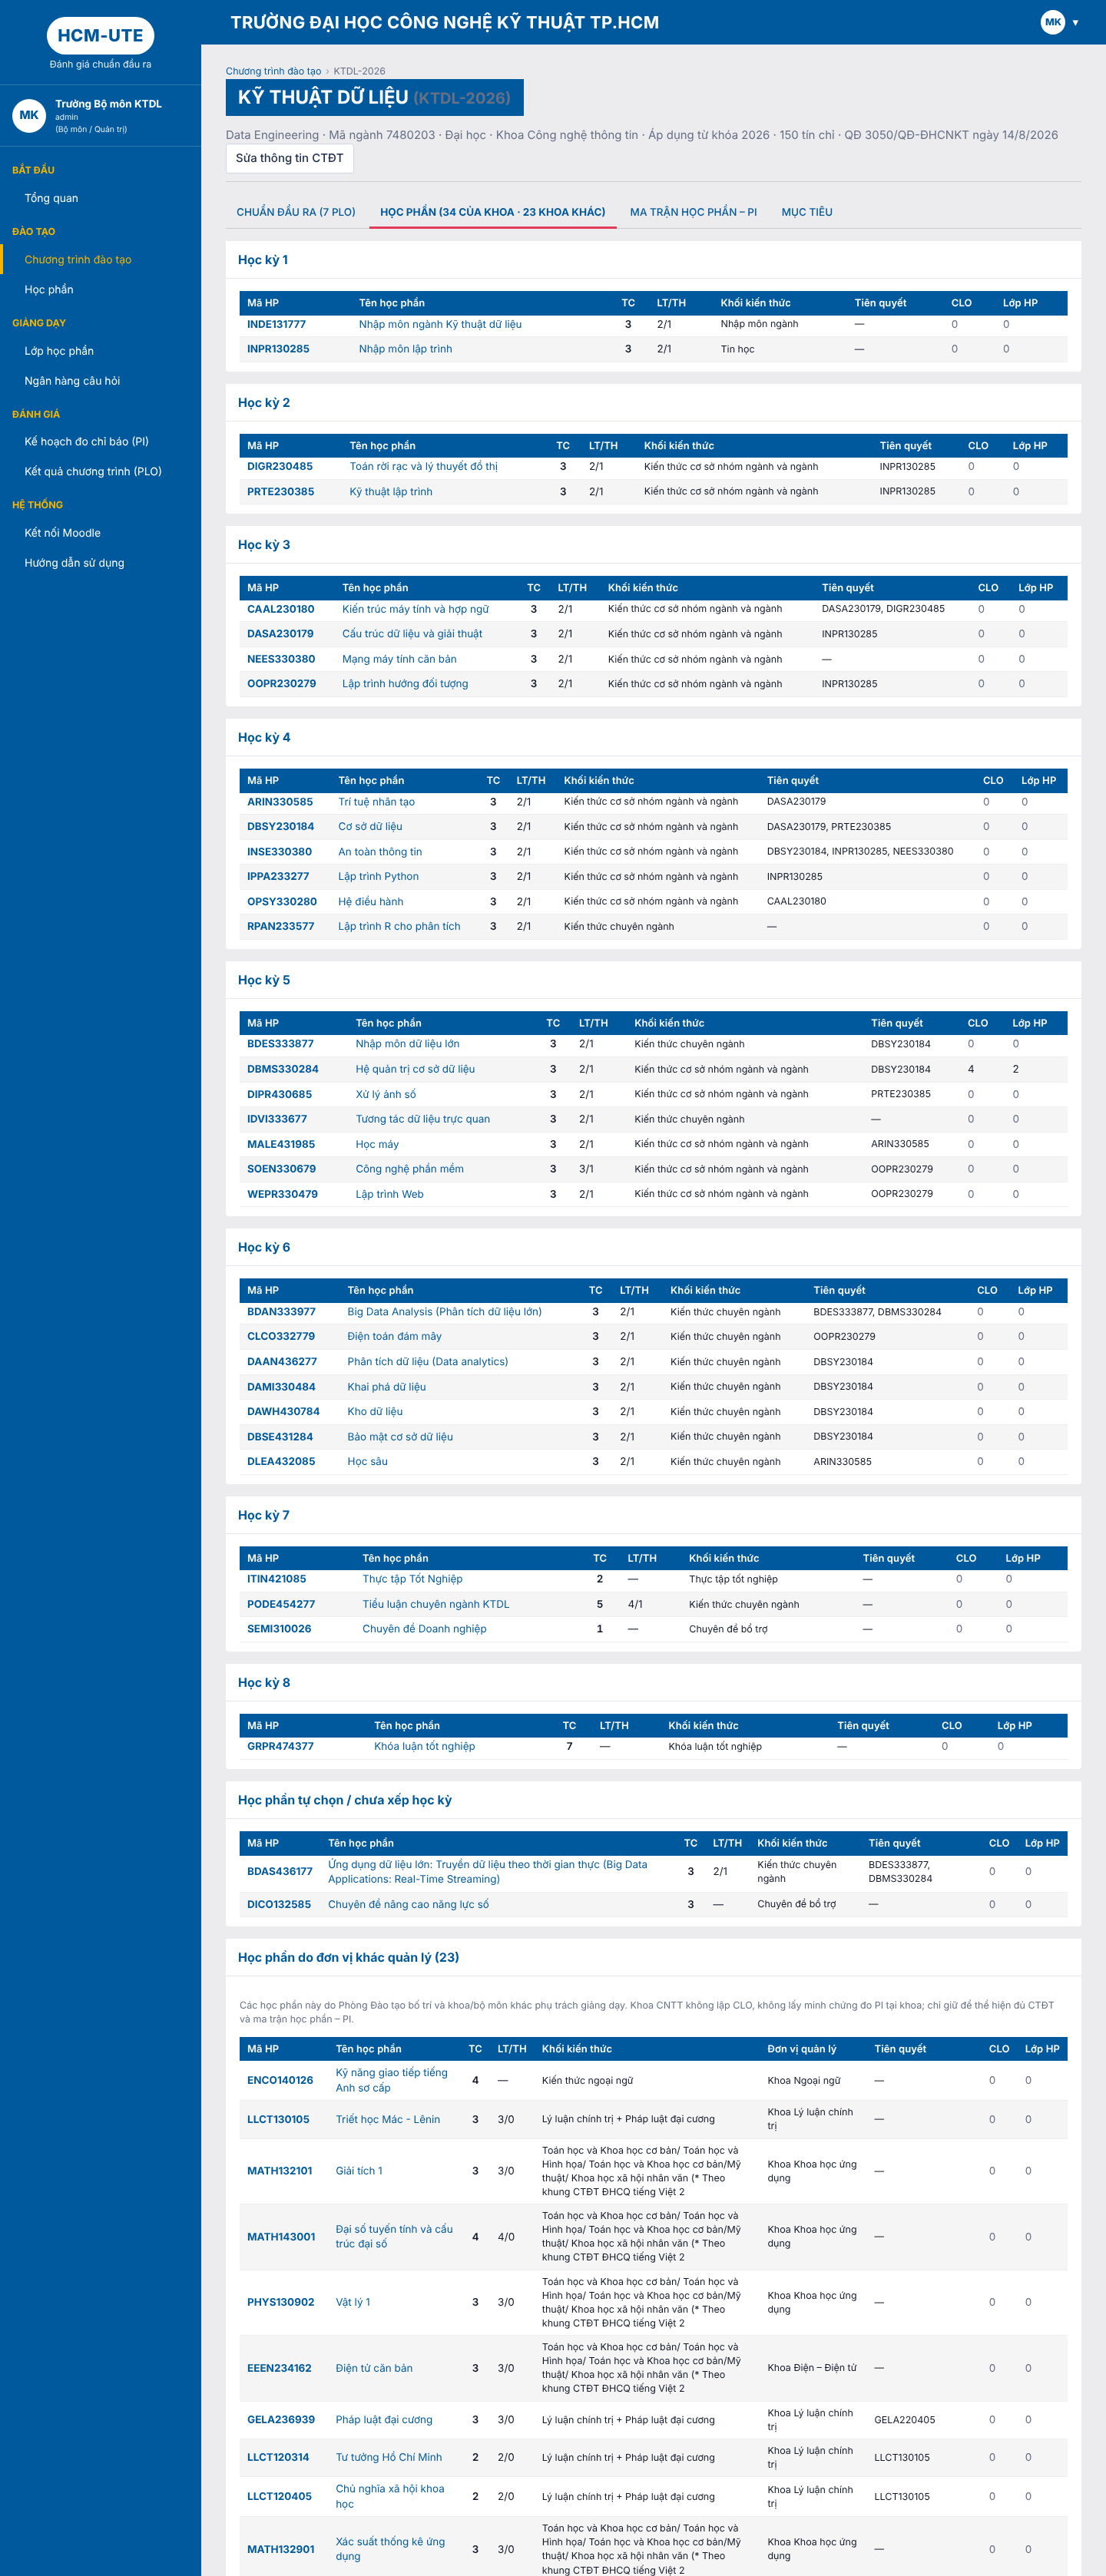 HCM-UTE
Đánh giá chuẩn đầu ra
MK
Trưởng Bộ môn KTDL
admin
(Bộ môn / Quản trị)
BẮT ĐẦU
Tổng quan
ĐÀO TẠO
Chương trình đào tạo
Học phần
GIẢNG DẠY
Lớp học phần
Ngân hàng câu hỏi
ĐÁNH GIÁ
Kế hoạch đo chỉ báo (PI)
Kết quả chương trình (PLO)
HỆ THỐNG
Kết nối Moodle
Hướng dẫn sử dụng
TRƯỜNG ĐẠI HỌC CÔNG NGHỆ KỸ THUẬT TP.HCM
MK ▾
Chương trình đào tạo › KTDL-2026
KỸ THUẬT DỮ LIỆU (KTDL-2026)
Data Engineering · Mã ngành 7480203 · Đại học · Khoa Công nghệ thông tin · Áp dụng từ khóa 2026 · 150 tín chỉ · QĐ 3050/QĐ-ĐHCNKT ngày 14/8/2026
Sửa thông tin CTĐT
CHUẨN ĐẦU RA (7 PLO) HỌC PHẦN (34 CỦA KHOA · 23 KHOA KHÁC) MA TRẬN HỌC PHẦN – PI MỤC TIÊU
Học kỳ 1
Mã HP Tên học phần TC LT/TH Khối kiến thức Tiên quyết CLO Lớp HP
INDE131777 Nhập môn ngành Kỹ thuật dữ liệu 3 2/1 Nhập môn ngành — 0 0
INPR130285 Nhập môn lập trình 3 2/1 Tin học — 0 0
Học kỳ 2
Mã HP Tên học phần TC LT/TH Khối kiến thức Tiên quyết CLO Lớp HP
DIGR230485 Toán rời rạc và lý thuyết đồ thị 3 2/1 Kiến thức cơ sở nhóm ngành và ngành INPR130285 0 0
PRTE230385 Kỹ thuật lập trình 3 2/1 Kiến thức cơ sở nhóm ngành và ngành INPR130285 0 0
Học kỳ 3
Mã HP Tên học phần TC LT/TH Khối kiến thức Tiên quyết CLO Lớp HP
CAAL230180 Kiến trúc máy tính và hợp ngữ 3 2/1 Kiến thức cơ sở nhóm ngành và ngành DASA230179, DIGR230485 0 0
DASA230179 Cấu trúc dữ liệu và giải thuật 3 2/1 Kiến thức cơ sở nhóm ngành và ngành INPR130285 0 0
NEES330380 Mạng máy tính căn bản 3 2/1 Kiến thức cơ sở nhóm ngành và ngành — 0 0
OOPR230279 Lập trình hướng đối tượng 3 2/1 Kiến thức cơ sở nhóm ngành và ngành INPR130285 0 0
Học kỳ 4
Mã HP Tên học phần TC LT/TH Khối kiến thức Tiên quyết CLO Lớp HP
ARIN330585 Trí tuệ nhân tạo 3 2/1 Kiến thức cơ sở nhóm ngành và ngành DASA230179 0 0
DBSY230184 Cơ sở dữ liệu 3 2/1 Kiến thức cơ sở nhóm ngành và ngành DASA230179, PRTE230385 0 0
INSE330380 An toàn thông tin 3 2/1 Kiến thức cơ sở nhóm ngành và ngành DBSY230184, INPR130285, NEES330380 0 0
IPPA233277 Lập trình Python 3 2/1 Kiến thức cơ sở nhóm ngành và ngành INPR130285 0 0
OPSY330280 Hệ điều hành 3 2/1 Kiến thức cơ sở nhóm ngành và ngành CAAL230180 0 0
RPAN233577 Lập trình R cho phân tích 3 2/1 Kiến thức chuyên ngành — 0 0
Học kỳ 5
Mã HP Tên học phần TC LT/TH Khối kiến thức Tiên quyết CLO Lớp HP
BDES333877 Nhập môn dữ liệu lớn 3 2/1 Kiến thức chuyên ngành DBSY230184 0 0
DBMS330284 Hệ quản trị cơ sở dữ liệu 3 2/1 Kiến thức cơ sở nhóm ngành và ngành DBSY230184 4 2
DIPR430685 Xử lý ảnh số 3 2/1 Kiến thức cơ sở nhóm ngành và ngành PRTE230385 0 0
IDVI333677 Tương tác dữ liệu trực quan 3 2/1 Kiến thức chuyên ngành — 0 0
MALE431985 Học máy 3 2/1 Kiến thức cơ sở nhóm ngành và ngành ARIN330585 0 0
SOEN330679 Công nghệ phần mềm 3 3/1 Kiến thức cơ sở nhóm ngành và ngành OOPR230279 0 0
WEPR330479 Lập trình Web 3 2/1 Kiến thức cơ sở nhóm ngành và ngành OOPR230279 0 0
Học kỳ 6
Mã HP Tên học phần TC LT/TH Khối kiến thức Tiên quyết CLO Lớp HP
BDAN333977 Big Data Analysis (Phân tích dữ liệu lớn) 3 2/1 Kiến thức chuyên ngành BDES333877, DBMS330284 0 0
CLCO332779 Điện toán đám mây 3 2/1 Kiến thức chuyên ngành OOPR230279 0 0
DAAN436277 Phân tích dữ liệu (Data analytics) 3 2/1 Kiến thức chuyên ngành DBSY230184 0 0
DAMI330484 Khai phá dữ liệu 3 2/1 Kiến thức chuyên ngành DBSY230184 0 0
DAWH430784 Kho dữ liệu 3 2/1 Kiến thức chuyên ngành DBSY230184 0 0
DBSE431284 Bảo mật cơ sở dữ liệu 3 2/1 Kiến thức chuyên ngành DBSY230184 0 0
DLEA432085 Học sâu 3 2/1 Kiến thức chuyên ngành ARIN330585 0 0
Học kỳ 7
Mã HP Tên học phần TC LT/TH Khối kiến thức Tiên quyết CLO Lớp HP
ITIN421085 Thực tập Tốt Nghiệp 2 — Thực tập tốt nghiệp — 0 0
PODE454277 Tiểu luận chuyên ngành KTDL 5 4/1 Kiến thức chuyên ngành — 0 0
SEMI310026 Chuyên đề Doanh nghiệp 1 — Chuyên đề bổ trợ — 0 0
Học kỳ 8
Mã HP Tên học phần TC LT/TH Khối kiến thức Tiên quyết CLO Lớp HP
GRPR474377 Khóa luận tốt nghiệp 7 — Khóa luận tốt nghiệp — 0 0
Học phần tự chọn / chưa xếp học kỳ
Mã HP Tên học phần TC LT/TH Khối kiến thức Tiên quyết CLO Lớp HP
BDAS436177 Ứng dụng dữ liệu lớn: Truyền dữ liệu theo thời gian thực (Big Data Applications: Real-Time Streaming) 3 2/1 Kiến thức chuyên ngành BDES333877, DBMS330284 0 0
DICO132585 Chuyên đề nâng cao năng lực số 3 — Chuyên đề bổ trợ — 0 0
Học phần do đơn vị khác quản lý (23)
Các học phần này do Phòng Đào tạo bố trí và khoa/bộ môn khác phụ trách giảng dạy. Khoa CNTT không lập CLO, không lấy minh chứng đo PI tại khoa; chỉ giữ để thể hiện đủ CTĐT
và ma trận học phần – PI.
Mã HP Tên học phần TC LT/TH Khối kiến thức Đơn vị quản lý Tiên quyết CLO Lớp HP
ENCO140126 Kỹ năng giao tiếp tiếng Anh sơ cấp 4 — Kiến thức ngoại ngữ Khoa Ngoại ngữ — 0 0
LLCT130105 Triết học Mác - Lênin 3 3/0 Lý luận chính trị + Pháp luật đại cương Khoa Lý luận chính trị — 0 0
MATH132101 Giải tích 1 3 3/0 Toán học và Khoa học cơ bản/ Toán học và Hình họa/ Toán học và Khoa học cơ bản/Mỹ thuật/ Khoa học xã hội nhân văn (* Theo khung CTĐT ĐHCQ tiếng Việt 2 Khoa Khoa học ứng dụng — 0 0
MATH143001 Đại số tuyến tính và cấu trúc đại số 4 4/0 Toán học và Khoa học cơ bản/ Toán học và Hình họa/ Toán học và Khoa học cơ bản/Mỹ thuật/ Khoa học xã hội nhân văn (* Theo khung CTĐT ĐHCQ tiếng Việt 2 Khoa Khoa học ứng dụng — 0 0
PHYS130902 Vật lý 1 3 3/0 Toán học và Khoa học cơ bản/ Toán học và Hình họa/ Toán học và Khoa học cơ bản/Mỹ thuật/ Khoa học xã hội nhân văn (* Theo khung CTĐT ĐHCQ tiếng Việt 2 Khoa Khoa học ứng dụng — 0 0
EEEN234162 Điện tử căn bản 3 3/0 Toán học và Khoa học cơ bản/ Toán học và Hình họa/ Toán học và Khoa học cơ bản/Mỹ thuật/ Khoa học xã hội nhân văn (* Theo khung CTĐT ĐHCQ tiếng Việt 2 Khoa Điện – Điện tử — 0 0
GELA236939 Pháp luật đại cương 3 3/0 Lý luận chính trị + Pháp luật đại cương Khoa Lý luận chính trị GELA220405 0 0
LLCT120314 Tư tưởng Hồ Chí Minh 2 2/0 Lý luận chính trị + Pháp luật đại cương Khoa Lý luận chính trị LLCT130105 0 0
LLCT120405 Chủ nghĩa xã hội khoa học 2 2/0 Lý luận chính trị + Pháp luật đại cương Khoa Lý luận chính trị LLCT130105 0 0
MATH132901 Xác suất thống kê ứng dụng 3 3/0 Toán học và Khoa học cơ bản/ Toán học và Hình họa/ Toán học và Khoa học cơ bản/Mỹ thuật/ Khoa học xã hội nhân văn (* Theo khung CTĐT ĐHCQ tiếng Việt 2 Khoa Khoa học ứng dụng — 0 0